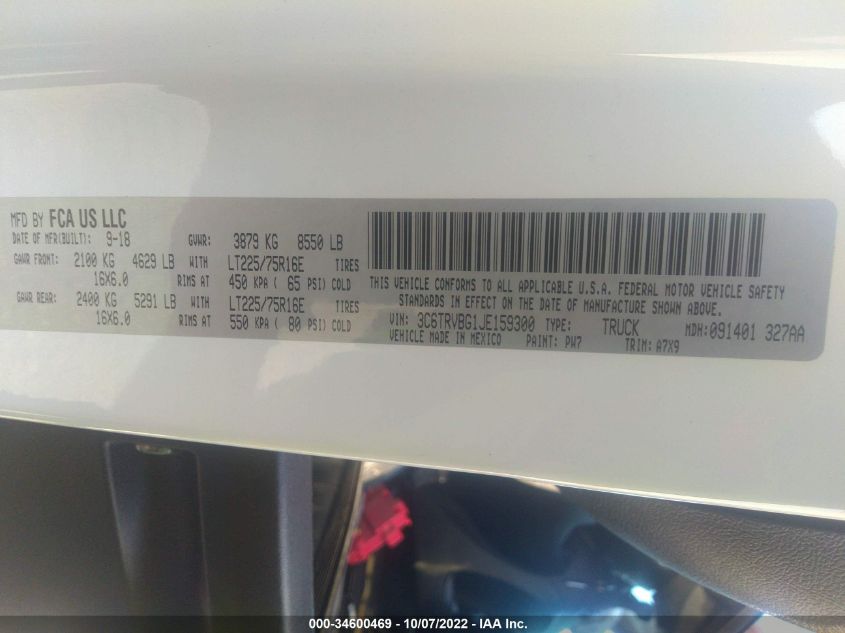 MFD BY FCA US LLC
DATE OF MFR(BUILT): 9-18 GVWR: 3879 KG 8550 LB
GAWR FRONT: 2100 KG 4629 LB WITH LT225/75R16E TIRES
16X6.0 RIMS AT 450 KPA ( 65 PSI) COLD
GAWR REAR: 2400 KG 5291 LB WITH LT225/75R16E TIRES
16X6.0 RIMS AT 550 KPA ( 80 PSI) COLD
THIS VEHICLE CONFORMS TO ALL APPLICABLE U.S.A. FEDERAL MOTOR VEHICLE SAFETY
STANDARDS IN EFFECT ON THE DATE OF MANUFACTURE SHOWN ABOVE.
VIN: 3C6TRVBG1JE159300 TYPE: TRUCK MDH: 091401 327AA
VEHICLE MADE IN MEXICO PAINT: PW7 TRIM: A7X9
000-34600469 - 10/07/2022 - IAA Inc.